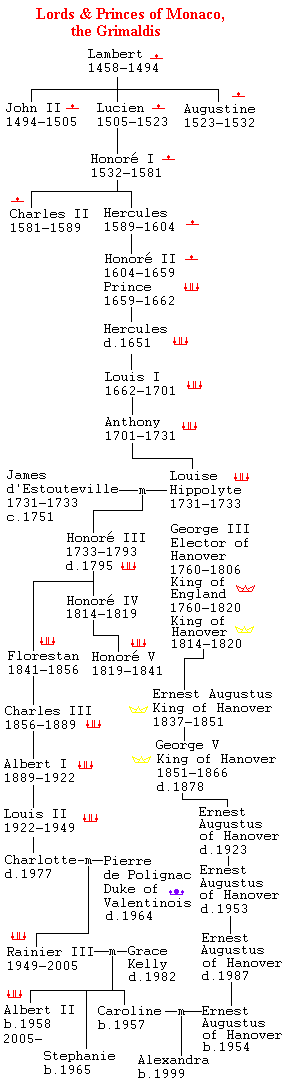 Lords & Princes of Monaco,
the Grimaldis
Lambert
1458–1494
John II
1494–1505
Lucien
1505–1523
Augustine
1523–1532
Honoré I
1532–1581
Charles II
1581–1589
Hercules
1589–1604
Honoré II
1604–1659
Prince
1659–1662
Hercules
d.1651
Louis I
1662–1701
Anthony
1701–1731
James
d'Estouteville
1731–1733
c.1751
m
Louise
Hippolyte
1731–1733
Honoré III
1733–1793
d.1795
George III
Elector of
Hanover
1760–1806
King of
England
1760–1820
King of
Hanover
1814–1820
Honoré IV
1814–1819
Florestan
1841–1856
Honoré V
1819–1841
Charles III
1856–1889
Ernest Augustus
King of Hanover
1837–1851
Albert I
1889–1922
George V
King of Hanover
1851–1866
d.1878
Louis II
1922–1949
Ernest
Augustus
of Hanover
d.1923
Charlotte
d.1977
m
Pierre
de Polignac
Duke of
Valentinois
d.1964
Ernest
Augustus
of Hanover
d.1953
Rainier III
1949–2005
m
Grace
Kelly
d.1982
Ernest
Augustus
of Hanover
d.1987
Albert II
b.1958
2005–
Caroline
b.1957
m
Ernest
Augustus
of Hanover
b.1954
Stephanie
b.1965
Alexandra
b.1999